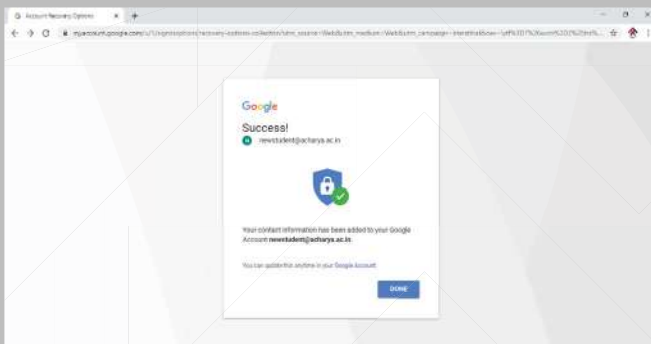 Account Recovery Options
Google
Success!
newstudent@acharya.ac.in
Your contact information has been added to your Google
Account newstudent@acharya.ac.in.
You can update this anytime in your Google Account.
DONE